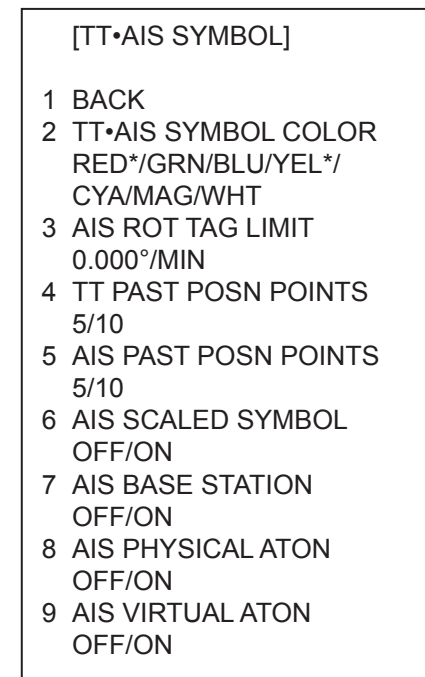 [TT•AIS SYMBOL]
1 BACK
2 TT•AIS SYMBOL COLOR
RED*/GRN/BLU/YEL*/
CYA/MAG/WHT
3 AIS ROT TAG LIMIT
0.000°/MIN
4 TT PAST POSN POINTS
5/10
5 AIS PAST POSN POINTS
5/10
6 AIS SCALED SYMBOL
OFF/ON
7 AIS BASE STATION
OFF/ON
8 AIS PHYSICAL ATON
OFF/ON
9 AIS VIRTUAL ATON
OFF/ON